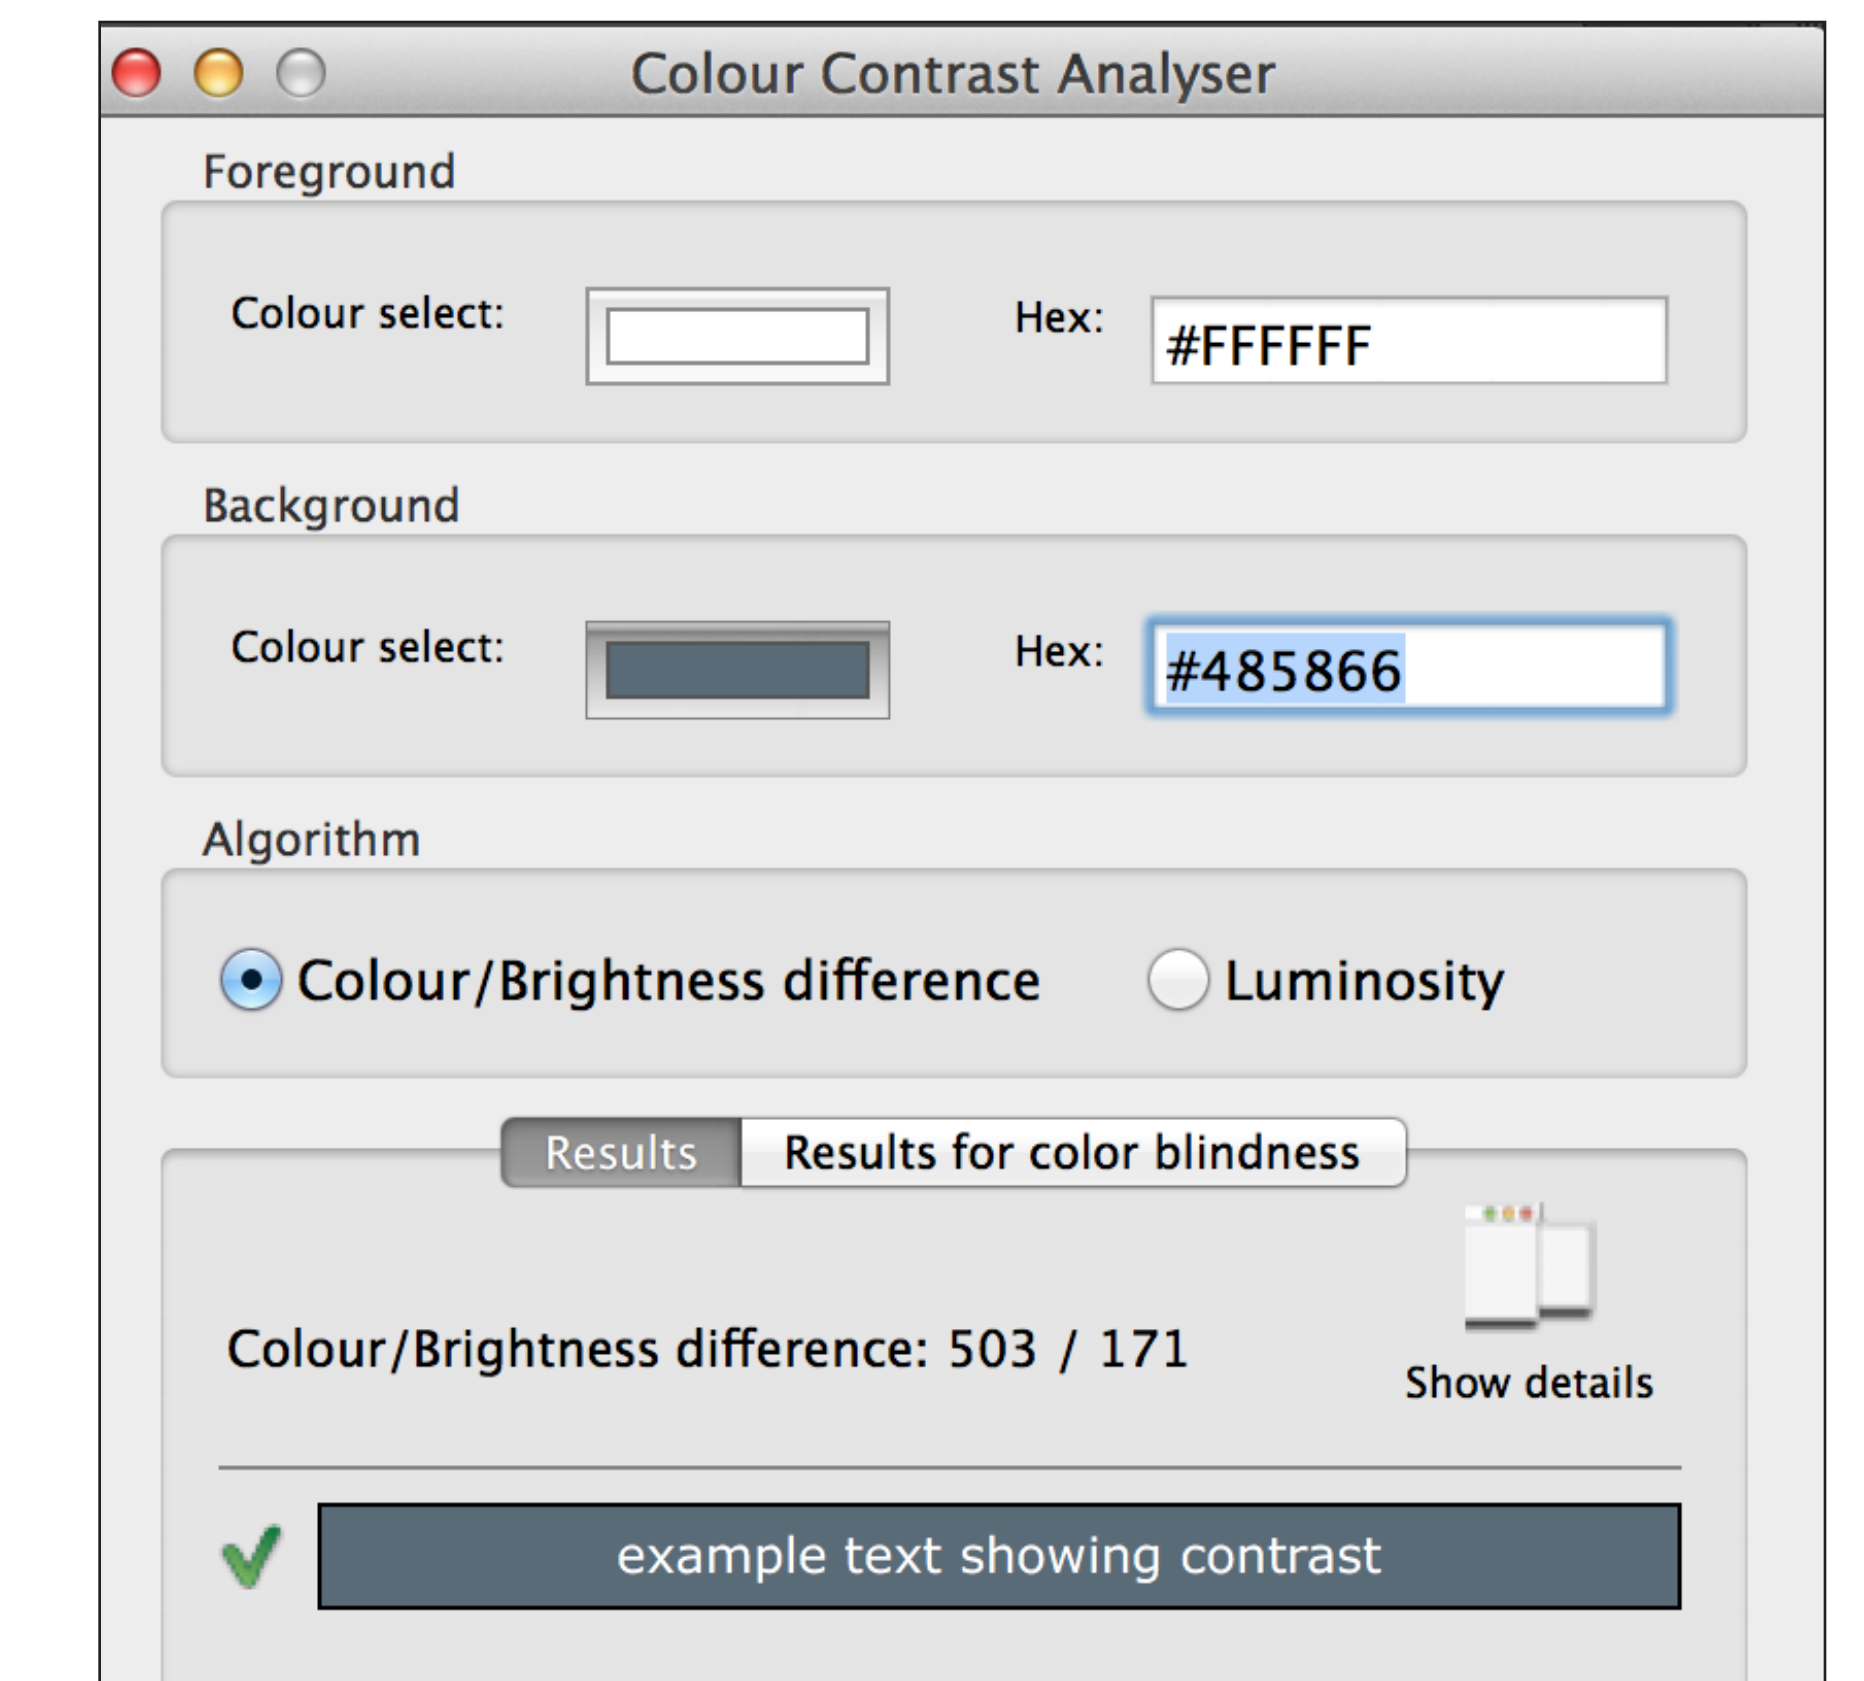 Colour Contrast Analyser
Foreground
Colour select:
Hex:
#FFFFFF
Background
Colour select:
Hex:
#485866
Algorithm
Colour/Brightness difference
Luminosity
Results
Results for color blindness
Colour/Brightness difference: 503 / 171
Show details
example text showing contrast